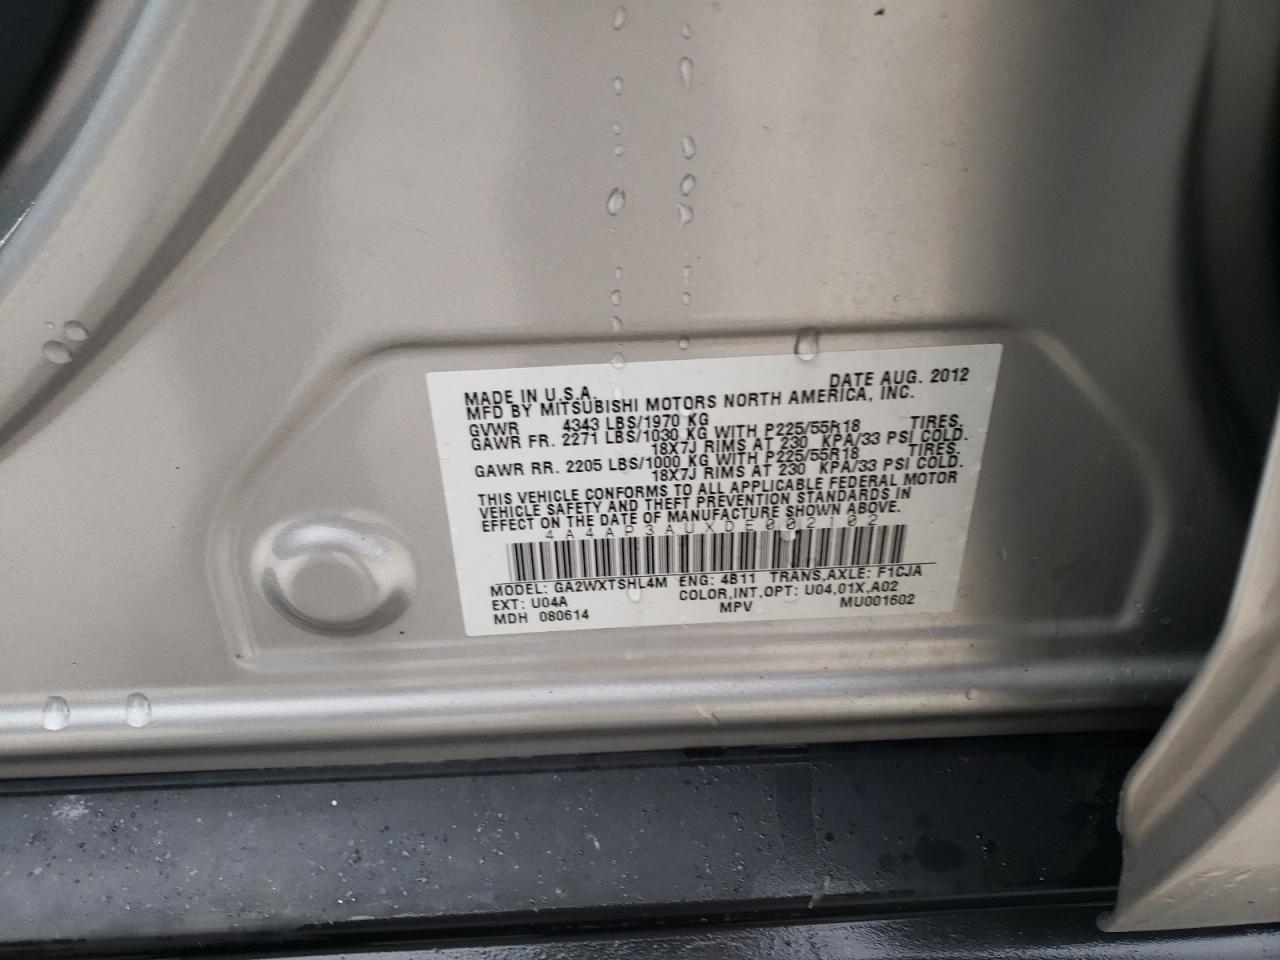 MADE IN U.S.A. DATE AUG. 2012
MFD BY MITSUBISHI MOTORS NORTH AMERICA, INC.
GVWR 4343 LBS/1970 KG
GAWR FR. 2271 LBS/1030 KG WITH P225/55R18 TIRES.
18X7J RIMS AT 230 KPA/33 PSI COLD.
GAWR RR. 2205 LBS/1000 KG WITH P225/55R18 TIRES.
18X7J RIMS AT 230 KPA/33 PSI COLD.
THIS VEHICLE CONFORMS TO ALL APPLICABLE FEDERAL MOTOR
VEHICLE SAFETY AND THEFT PREVENTION STANDARDS IN
EFFECT ON THE DATE OF MANUFACTURE SHOWN ABOVE.
4A4AP3AUXDE002102
MODEL: GA2WXTSHL4M ENG: 4B11 TRANS,AXLE: F1CJA
EXT: U04A COLOR,INT,OPT: U04,01X,A02
MDH 080614 MPV MU001602